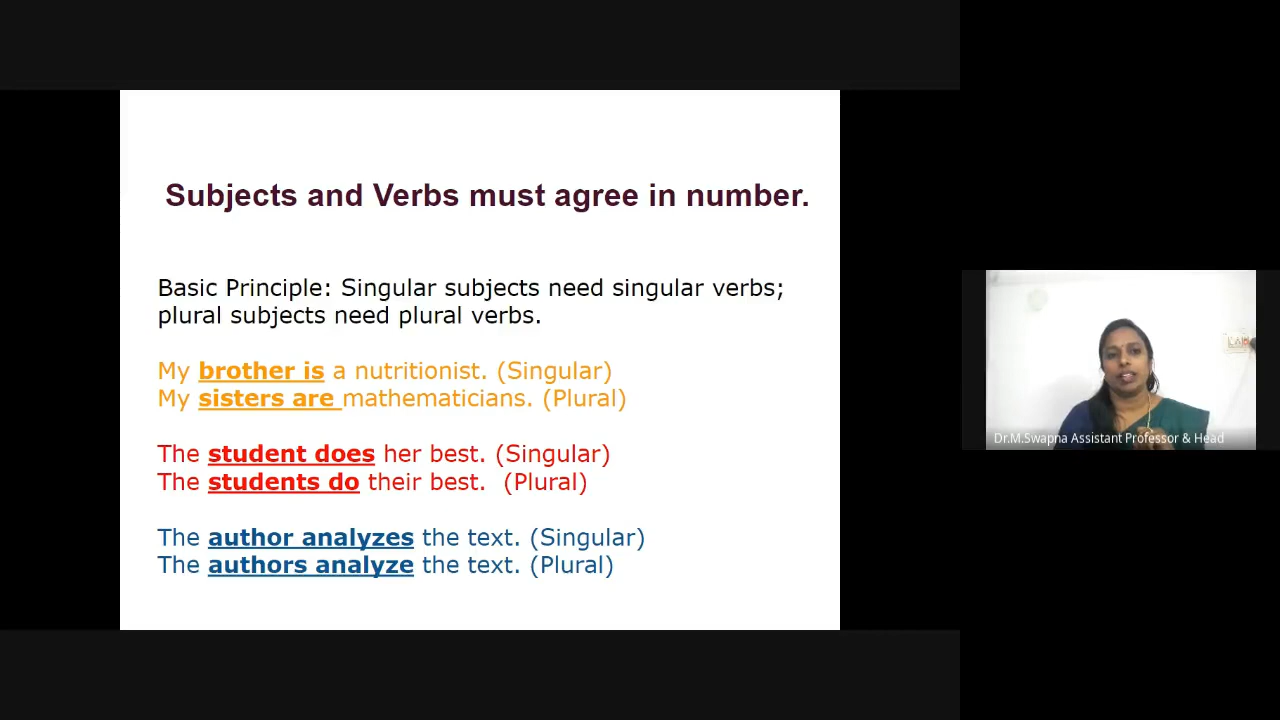 Subjects and Verbs must agree in number.
Basic Principle: Singular subjects need singular verbs;
plural subjects need plural verbs.
My brother is a nutritionist. (Singular)
My sisters are mathematicians. (Plural)
The student does her best. (Singular)
The students do their best. (Plural)
The author analyzes the text. (Singular)
The authors analyze the text. (Plural)
Dr.M.Swapna Assistant Professor & Head